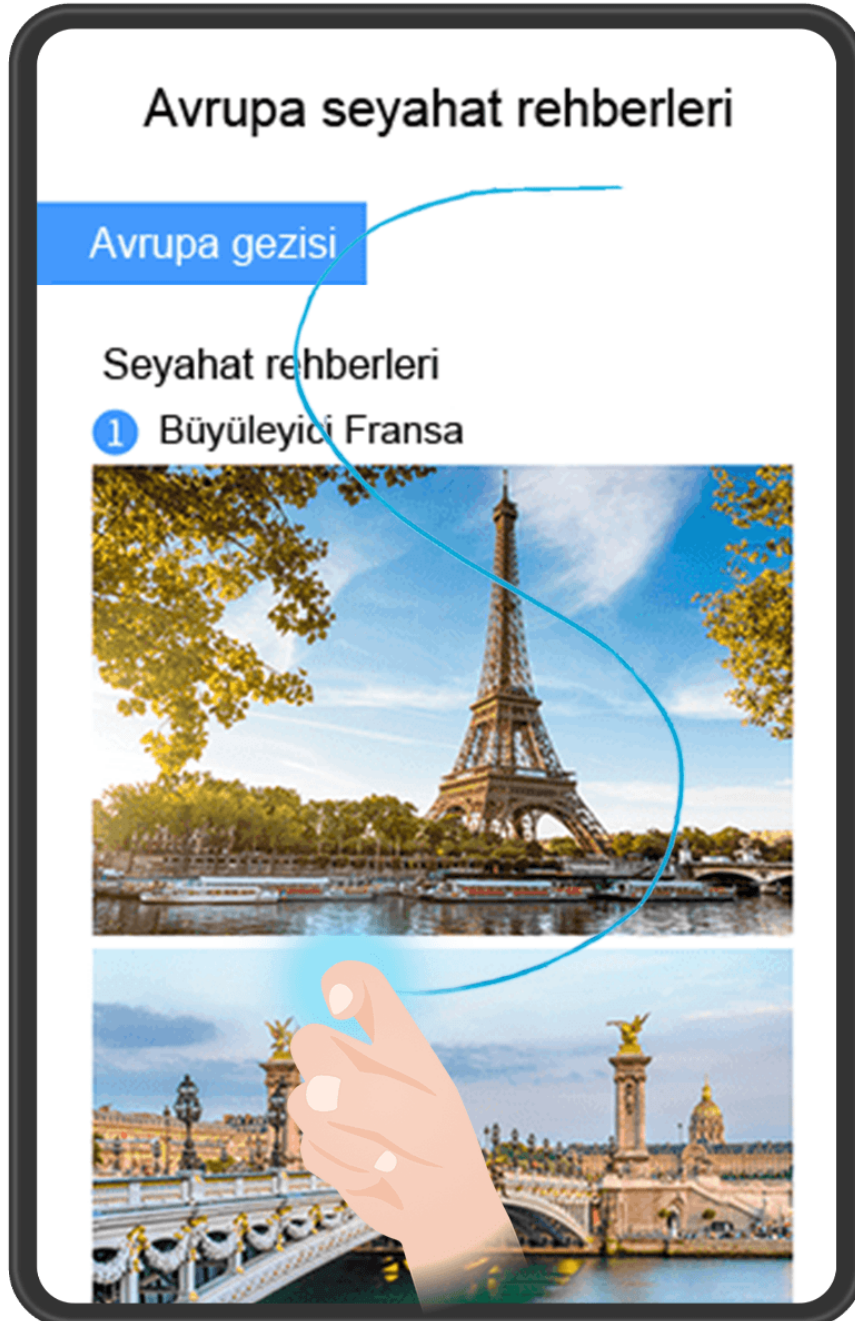 Avrupa seyahat rehberleri
Avrupa gezisi
Seyahat rehberleri
1 Büyüleyici Fransa